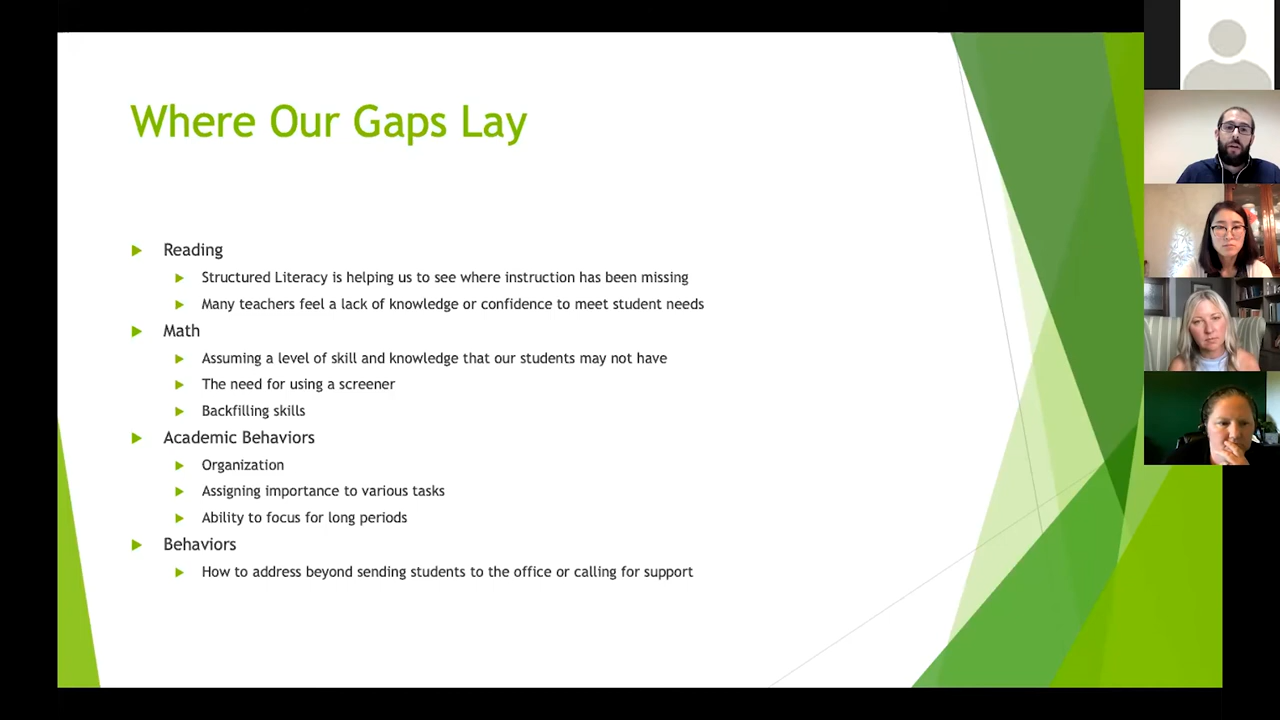 Where Our Gaps Lay
Reading
Structured Literacy is helping us to see where instruction has been missing
Many teachers feel a lack of knowledge or confidence to meet student needs
Math
Assuming a level of skill and knowledge that our students may not have
The need for using a screener
Backfilling skills
Academic Behaviors
Organization
Assigning importance to various tasks
Ability to focus for long periods
Behaviors
How to address beyond sending students to the office or calling for support